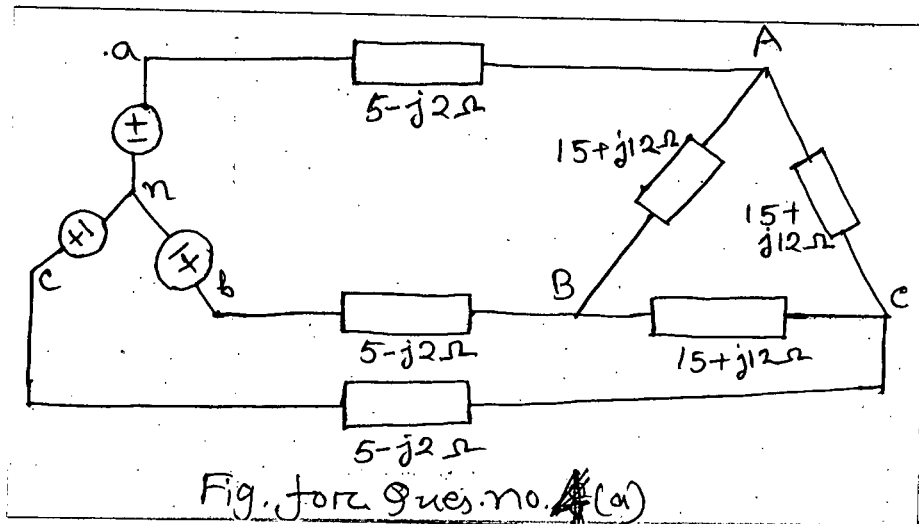 .a
A
5-j2Ω
15+j12Ω
±
n
15+
j12Ω
c
b
B
C
5-j2Ω
15+j12Ω
5-j2Ω
Fig. for Ques.no. 4(a)